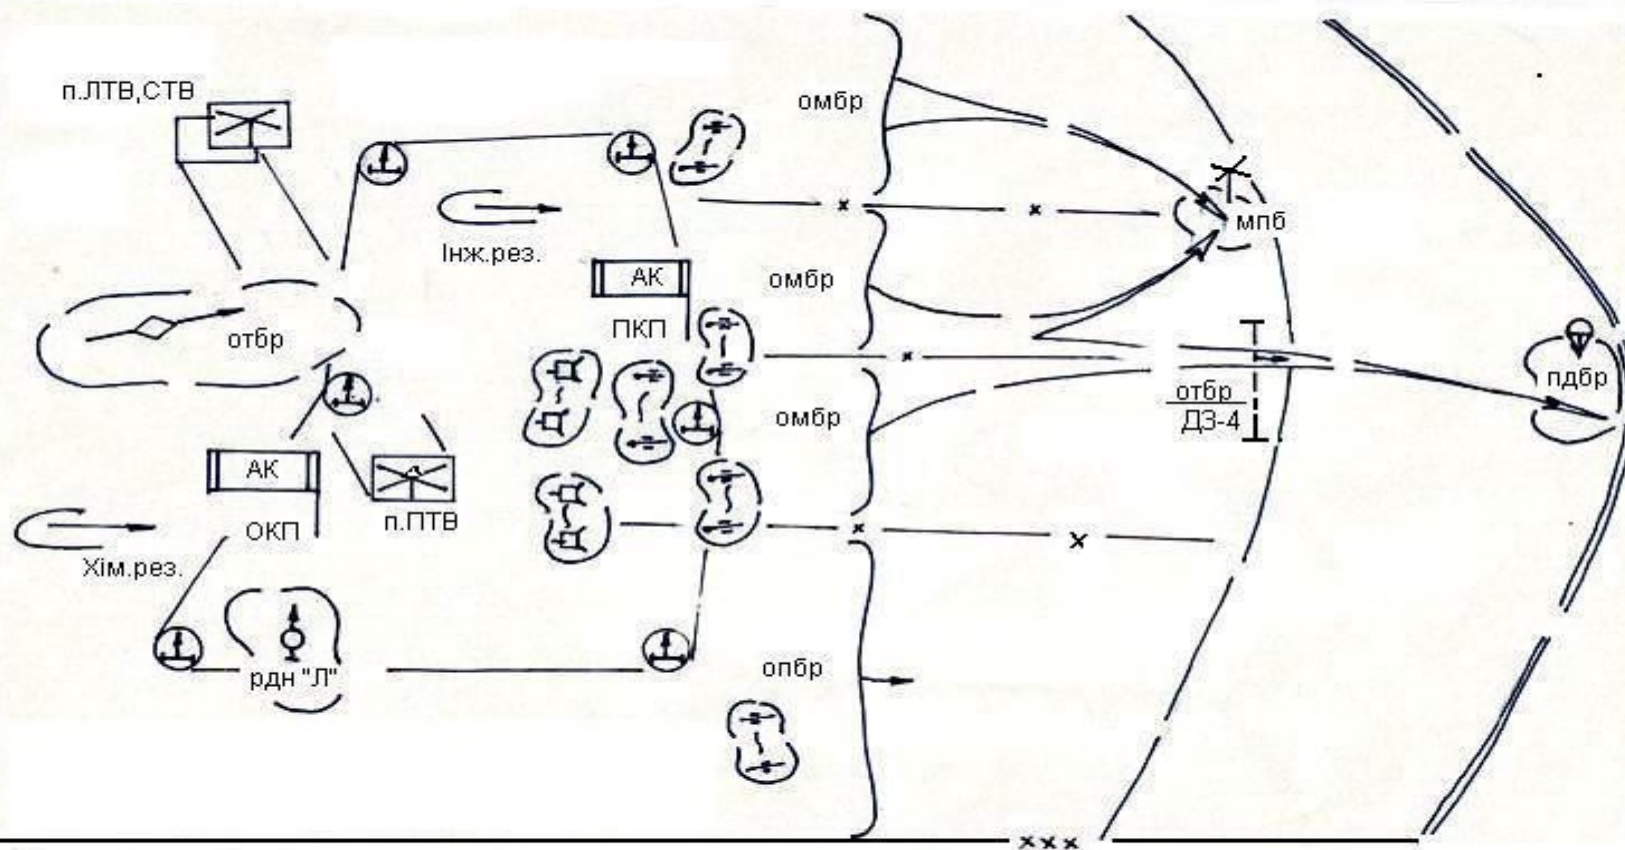 п.ЛТВ,СТВ
омбр
мпб
Інж.рез.
АК
ПКП
омбр
отбр
омбр
отбр
ДЗ-4
пдбр
АК
ОКП
п.ПТВ
Хім.рез.
рдн "Л"
опбр
xxx